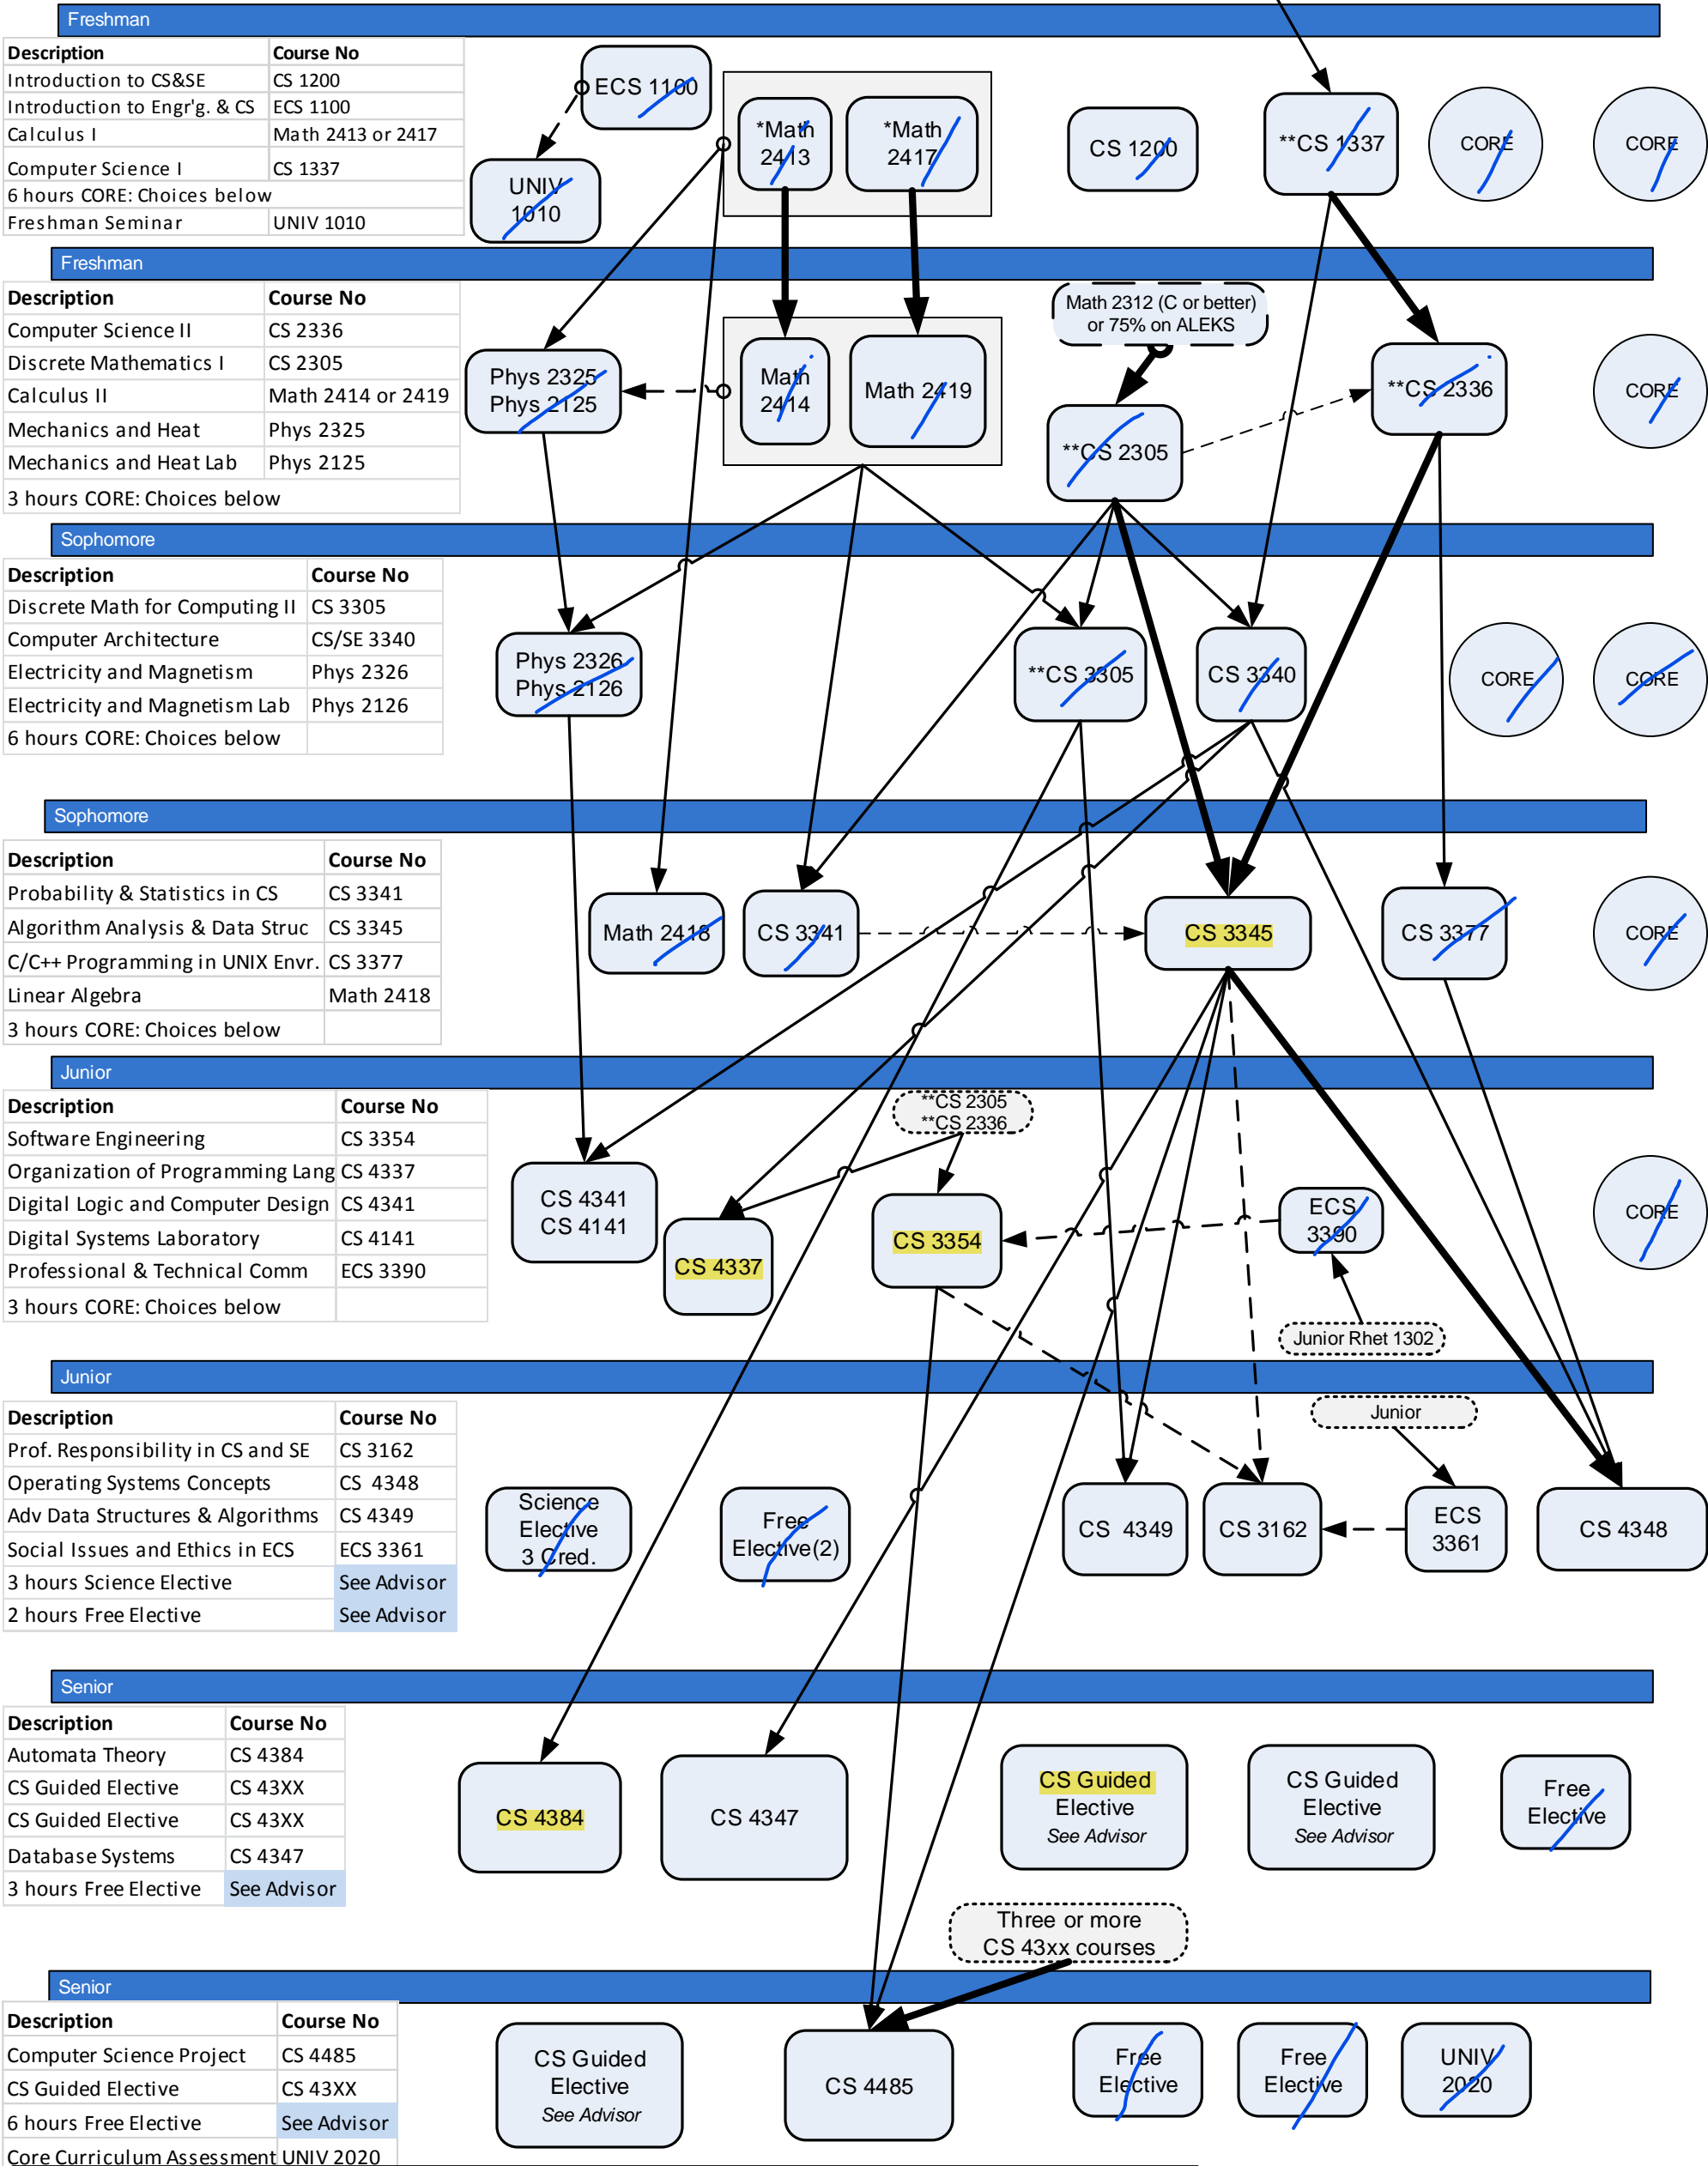 Freshman
Description Course No
Introduction to CS&SE CS 1200
Introduction to Engr'g. & CS ECS 1100
Calculus I Math 2413 or 2417
Computer Science I CS 1337
6 hours CORE: Choices below
Freshman Seminar UNIV 1010
ECS 1100
UNIV
1010
*Math
2413
*Math
2417
CS 1200
**CS 1337
CORE
CORE
Freshman
Description Course No
Computer Science II CS 2336
Discrete Mathematics I CS 2305
Calculus II Math 2414 or 2419
Mechanics and Heat Phys 2325
Mechanics and Heat Lab Phys 2125
3 hours CORE: Choices below
Phys 2325
Phys 2125
Math
2414
Math 2419
Math 2312 (C or better)
or 75% on ALEKS
**CS 2305
**CS 2336
CORE
Sophomore
Description Course No
Discrete Math for Computing II CS 3305
Computer Architecture CS/SE 3340
Electricity and Magnetism Phys 2326
Electricity and Magnetism Lab Phys 2126
6 hours CORE: Choices below
Phys 2326
Phys 2126
**CS 3305
CS 3340
CORE
CORE
Sophomore
Description Course No
Probability & Statistics in CS CS 3341
Algorithm Analysis & Data Struc CS 3345
C/C++ Programming in UNIX Envr. CS 3377
Linear Algebra Math 2418
3 hours CORE: Choices below
Math 2418
CS 3341
CS 3345
CS 3377
CORE
Junior
Description Course No
Software Engineering CS 3354
Organization of Programming Lang CS 4337
Digital Logic and Computer Design CS 4341
Digital Systems Laboratory CS 4141
Professional & Technical Comm ECS 3390
3 hours CORE: Choices below
CS 4341
CS 4141
CS 4337
**CS 2305
**CS 2336
CS 3354
ECS
3390
Junior Rhet 1302
CORE
Junior
Description Course No
Prof. Responsibility in CS and SE CS 3162
Operating Systems Concepts CS 4348
Adv Data Structures & Algorithms CS 4349
Social Issues and Ethics in ECS ECS 3361
3 hours Science Elective See Advisor
2 hours Free Elective See Advisor
Science
Elective
3 Cred.
Free
Elective(2)
CS 4349
CS 3162
Junior
ECS
3361
CS 4348
Senior
Description Course No
Automata Theory CS 4384
CS Guided Elective CS 43XX
CS Guided Elective CS 43XX
Database Systems CS 4347
3 hours Free Elective See Advisor
CS 4384
CS 4347
CS Guided
Elective
See Advisor
CS Guided
Elective
See Advisor
Free
Elective
Three or more
CS 43xx courses
Senior
Description Course No
Computer Science Project CS 4485
CS Guided Elective CS 43XX
6 hours Free Elective See Advisor
Core Curriculum Assessment UNIV 2020
CS Guided
Elective
See Advisor
CS 4485
Free
Elective
Free
Elective
UNIV
2020